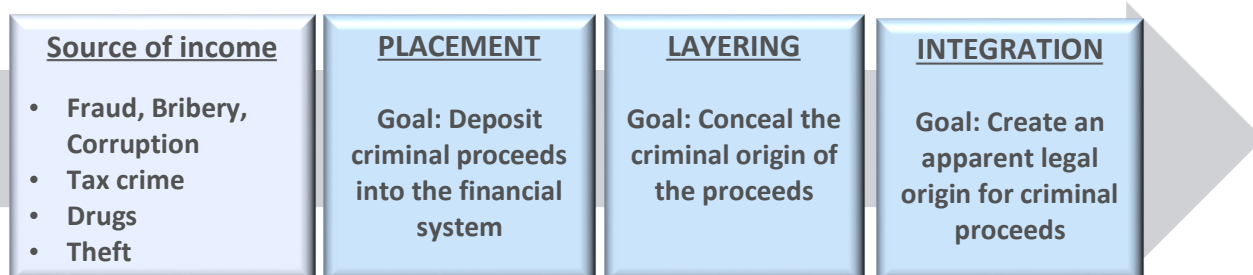 Source of income
• Fraud, Bribery,
Corruption
• Tax crime
• Drugs
• Theft
PLACEMENT
Goal: Deposit
criminal proceeds
into the financial
system
LAYERING
Goal: Conceal the
criminal origin of
the proceeds
INTEGRATION
Goal: Create an
apparent legal
origin for criminal
proceeds